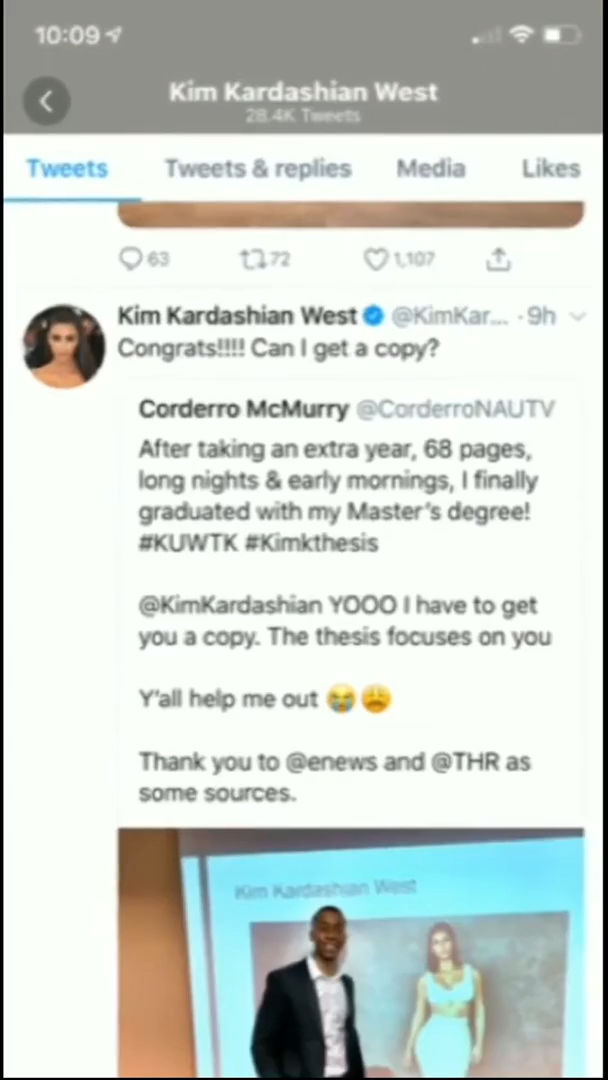 10:09
Kim Kardashian West
28.4K Tweets
Tweets Tweets & replies Media Likes
63 72 1,107
Kim Kardashian West @KimKar... · 9h
Congrats!!!! Can I get a copy?
Corderro McMurry @CorderroNAUTV
After taking an extra year, 68 pages,
long nights & early mornings, I finally
graduated with my Master's degree!
#KUWTK #Kimkthesis
@KimKardashian YOOO I have to get
you a copy. The thesis focuses on you
Y'all help me out 😭😩
Thank you to @enews and @THR as
some sources.
Kim Kardashian West